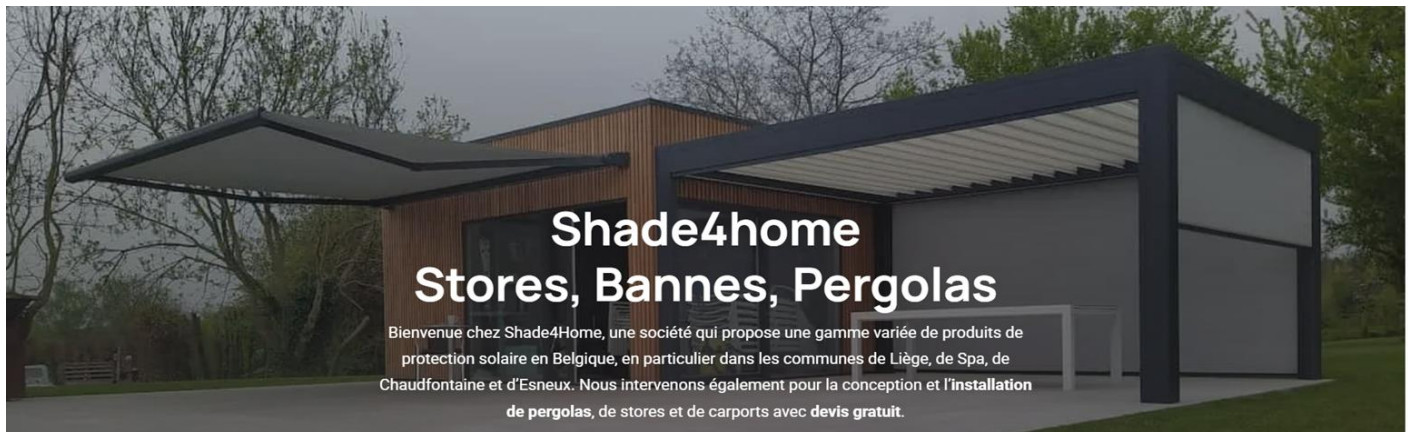 Shade4home
Stores, Bannes, Pergolas
Bienvenue chez Shade4Home, une société qui propose une gamme variée de produits de
protection solaire en Belgique, en particulier dans les communes de Liège, de Spa, de
Chaudfontaine et d'Esneux. Nous intervenons également pour la conception et l'installation
de pergolas, de stores et de carports avec devis gratuit.